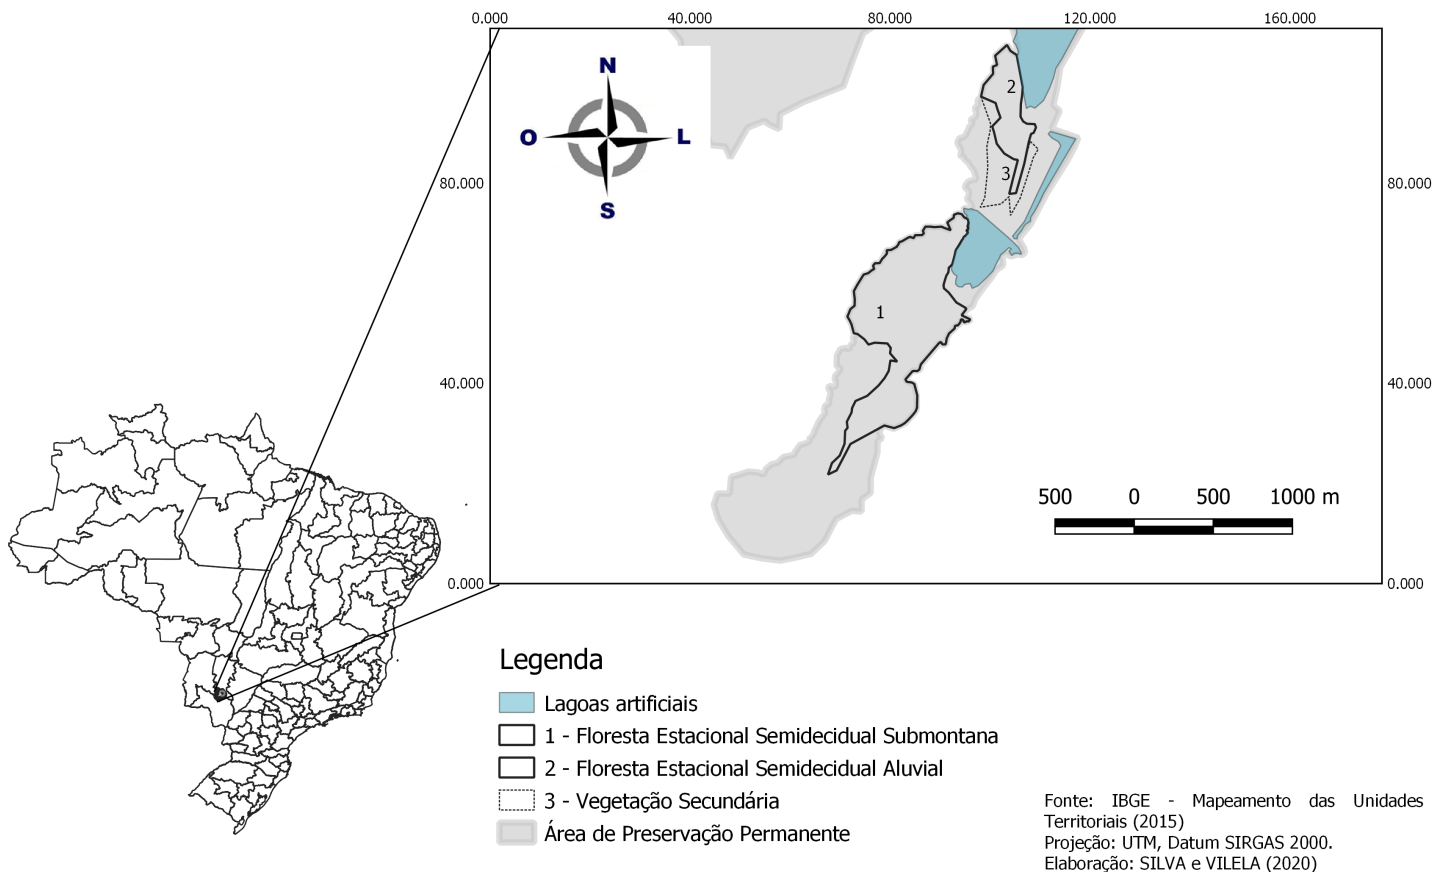 0.000 40.000 80.000 120.000 160.000
N
O L
S
2
3
1
80.000 80.000
40.000 40.000
500 0 500 1000 m
0.000 0.000
Legenda
Lagoas artificiais
1 - Floresta Estacional Semidecidual Submontana
2 - Floresta Estacional Semidecidual Aluvial
3 - Vegetação Secundária
Área de Preservação Permanente
Fonte: IBGE - Mapeamento das Unidades
Territoriais (2015)
Projeção: UTM, Datum SIRGAS 2000.
Elaboração: SILVA e VILELA (2020)